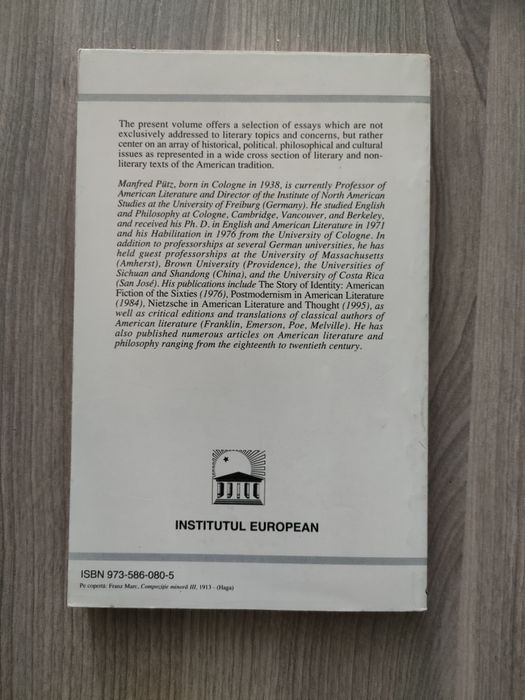 The present volume offers a selection of essays which are not
exclusively addressed to literary topics and concerns, but rather
center on an array of historical, political, philosophical and cultural
issues as represented in a wide cross section of literary and non-
literary texts of the American tradition.
Manfred Pütz, born in Cologne in 1938, is currently Professor of
American Literature and Director of the Institute of North American
Studies at the University of Freiburg (Germany). He studied English
and Philosophy at Cologne, Cambridge, Vancouver, and Berkeley,
and received his Ph. D. in English and American Literature in 1971
and his Habilitation in 1976 from the University of Cologne. In
addition to professorships at several German universities, he has
held guest professorships at the University of Massachusetts
(Amherst), Brown University (Providence), the Universities of
Sichuan and Shandong (China), and the University of Costa Rica
(San José). His publications include The Story of Identity: American
Fiction of the Sixties (1976), Postmodernism in American Literature
(1984), Nietzsche in American Literature and Thought (1995), as
well as critical editions and translations of classical authors of
American literature (Franklin, Emerson, Poe, Melville). He has
also published numerous articles on American literature and
philosophy ranging from the eighteenth to twentieth century.
INSTITUTUL EUROPEAN
ISBN 973-586-080-5
Pe copertă: Franz Marc, Compoziţie minoră III, 1913 - (Haga)